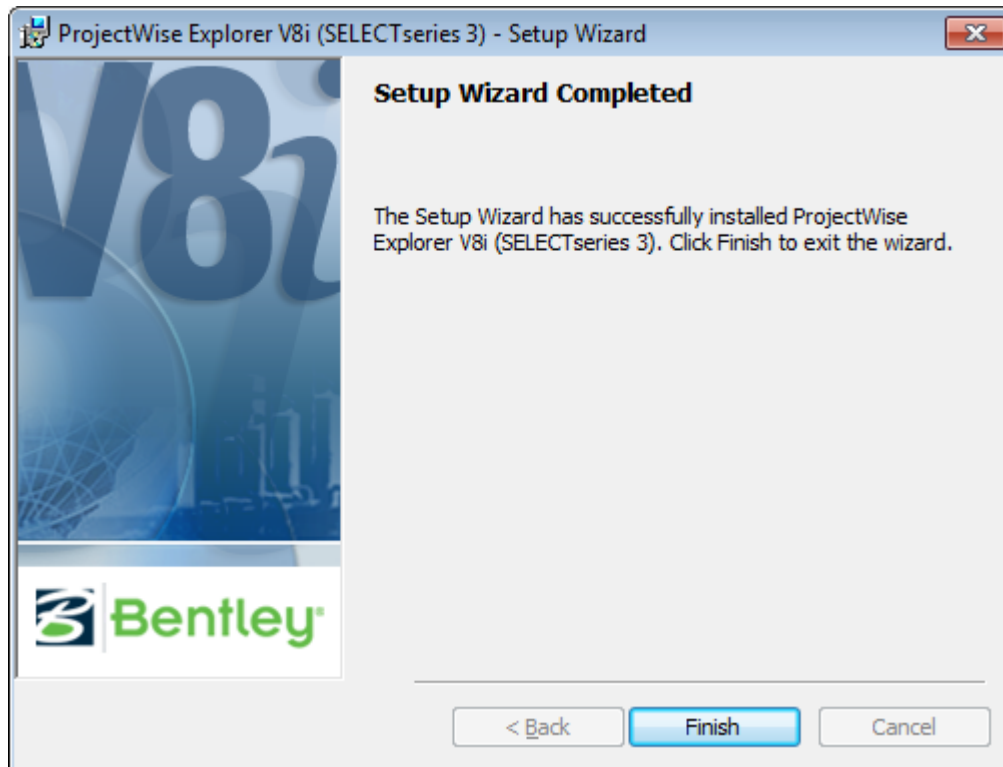 ProjectWise Explorer V8i (SELECTseries 3) - Setup Wizard
V8i
Setup Wizard Completed
The Setup Wizard has successfully installed ProjectWise
Explorer V8i (SELECTseries 3). Click Finish to exit the wizard.
Bentley®
< Back
Finish
Cancel